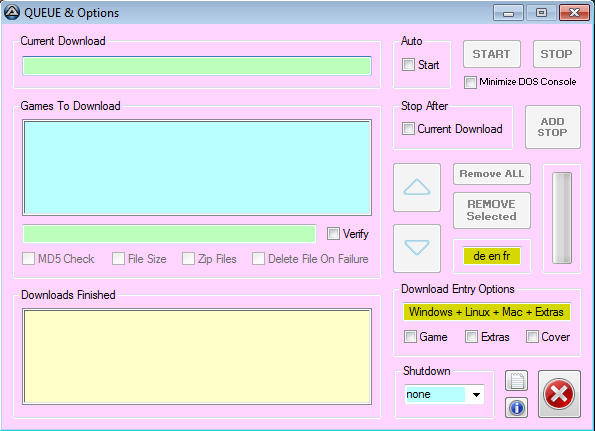 QUEUE & Options
Current Download
Auto
Start
START
STOP
Minimize DOS Console
Games To Download
Stop After
Current Download
ADD
STOP
Remove ALL
REMOVE
Selected
Verify
MD5 Check
File Size
Zip Files
Delete File On Failure
de en fr
Downloads Finished
Download Entry Options
Windows + Linux + Mac + Extras
Game
Extras
Cover
Shutdown
none